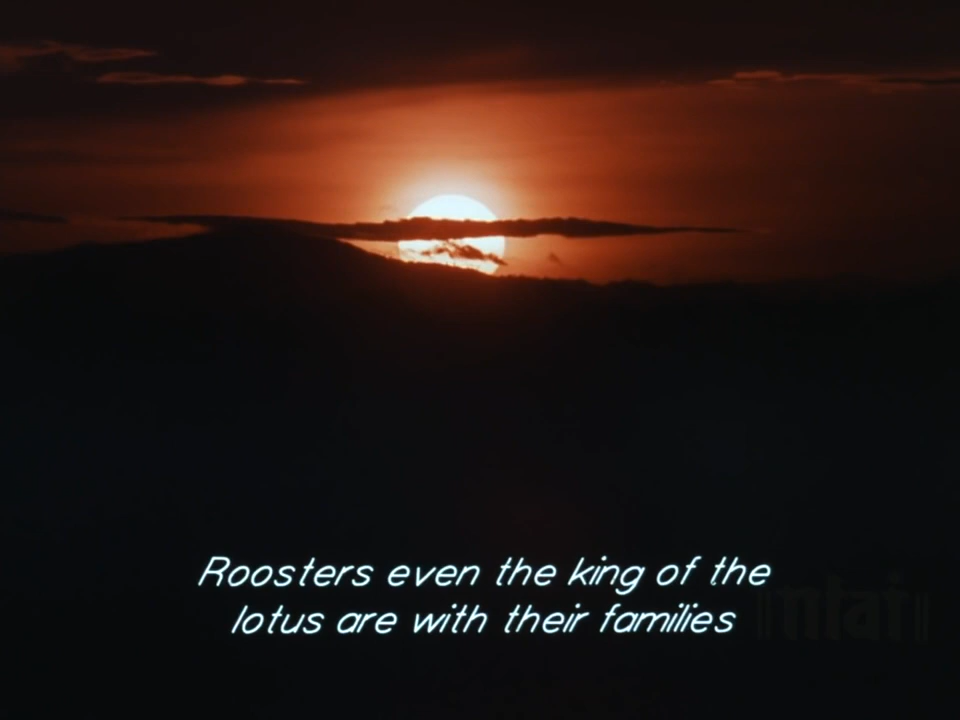 Roosters even the king of the
lotus are with their families